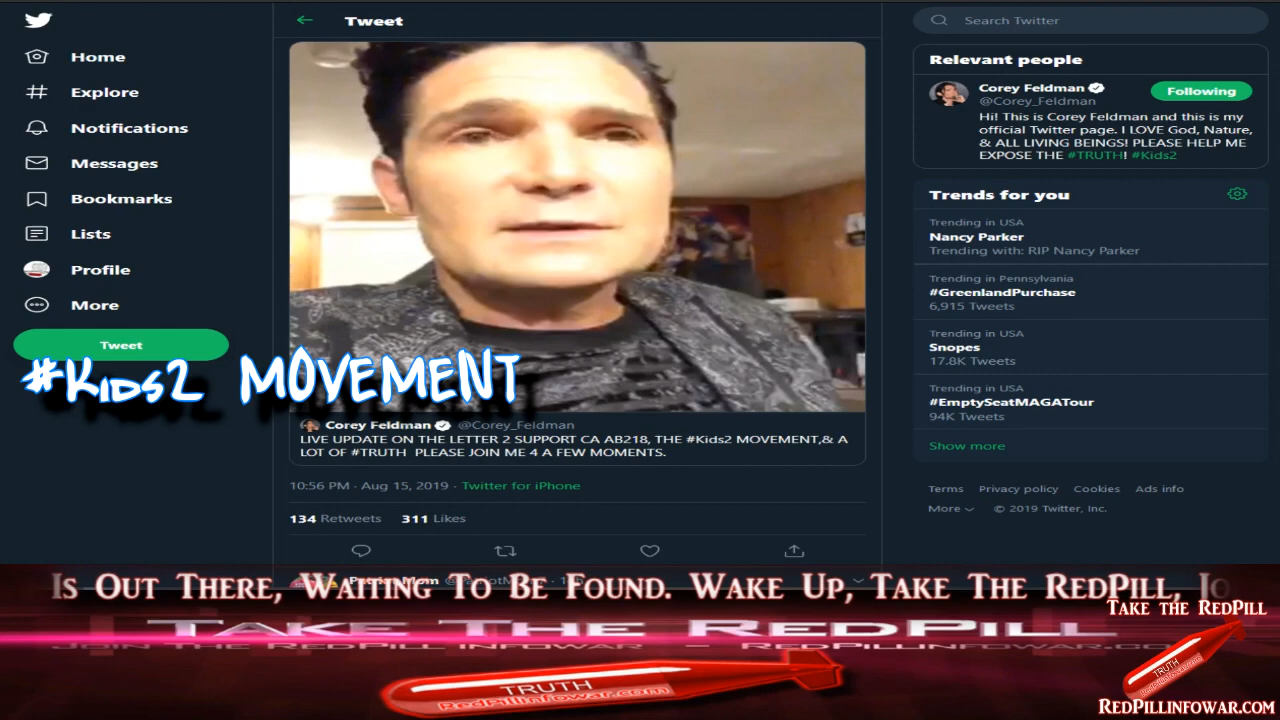 Home
Explore
Notifications
Messages
Bookmarks
Lists
Profile
More
Tweet
#Kids2 MOVEMENT
Tweet
Corey Feldman @Corey_Feldman
LIVE UPDATE ON THE LETTER 2 SUPPORT CA AB218, THE #Kids2 MOVEMENT,& A
LOT OF #TRUTH PLEASE JOIN ME 4 A FEW MOMENTS.
10:56 PM · Aug 15, 2019 · Twitter for iPhone
134 Retweets 311 Likes
Search Twitter
Relevant people
Corey Feldman
@Corey_Feldman
Following
Hi! This is Corey Feldman and this is my
official Twitter page. I LOVE God, Nature,
& ALL LIVING BEINGS! PLEASE HELP ME
EXPOSE THE #TRUTH! #Kids2
Trends for you
Trending in USA
Nancy Parker
Trending with: RIP Nancy Parker
Trending in Pennsylvania
#GreenlandPurchase
6,915 Tweets
Trending in USA
Snopes
17.8K Tweets
Trending in USA
#EmptySeatMAGATour
94K Tweets
Show more
Terms Privacy policy Cookies Ads info
More © 2019 Twitter, Inc.
Is Out There, Waiting To Be Found. Wake Up, Take The RedPill,
Take The RedPill
Join The RedPill Infowar –
TRUTH
RedPillinfowar.com
Take the RedPill
TRUTH
RedPillinfowar.com